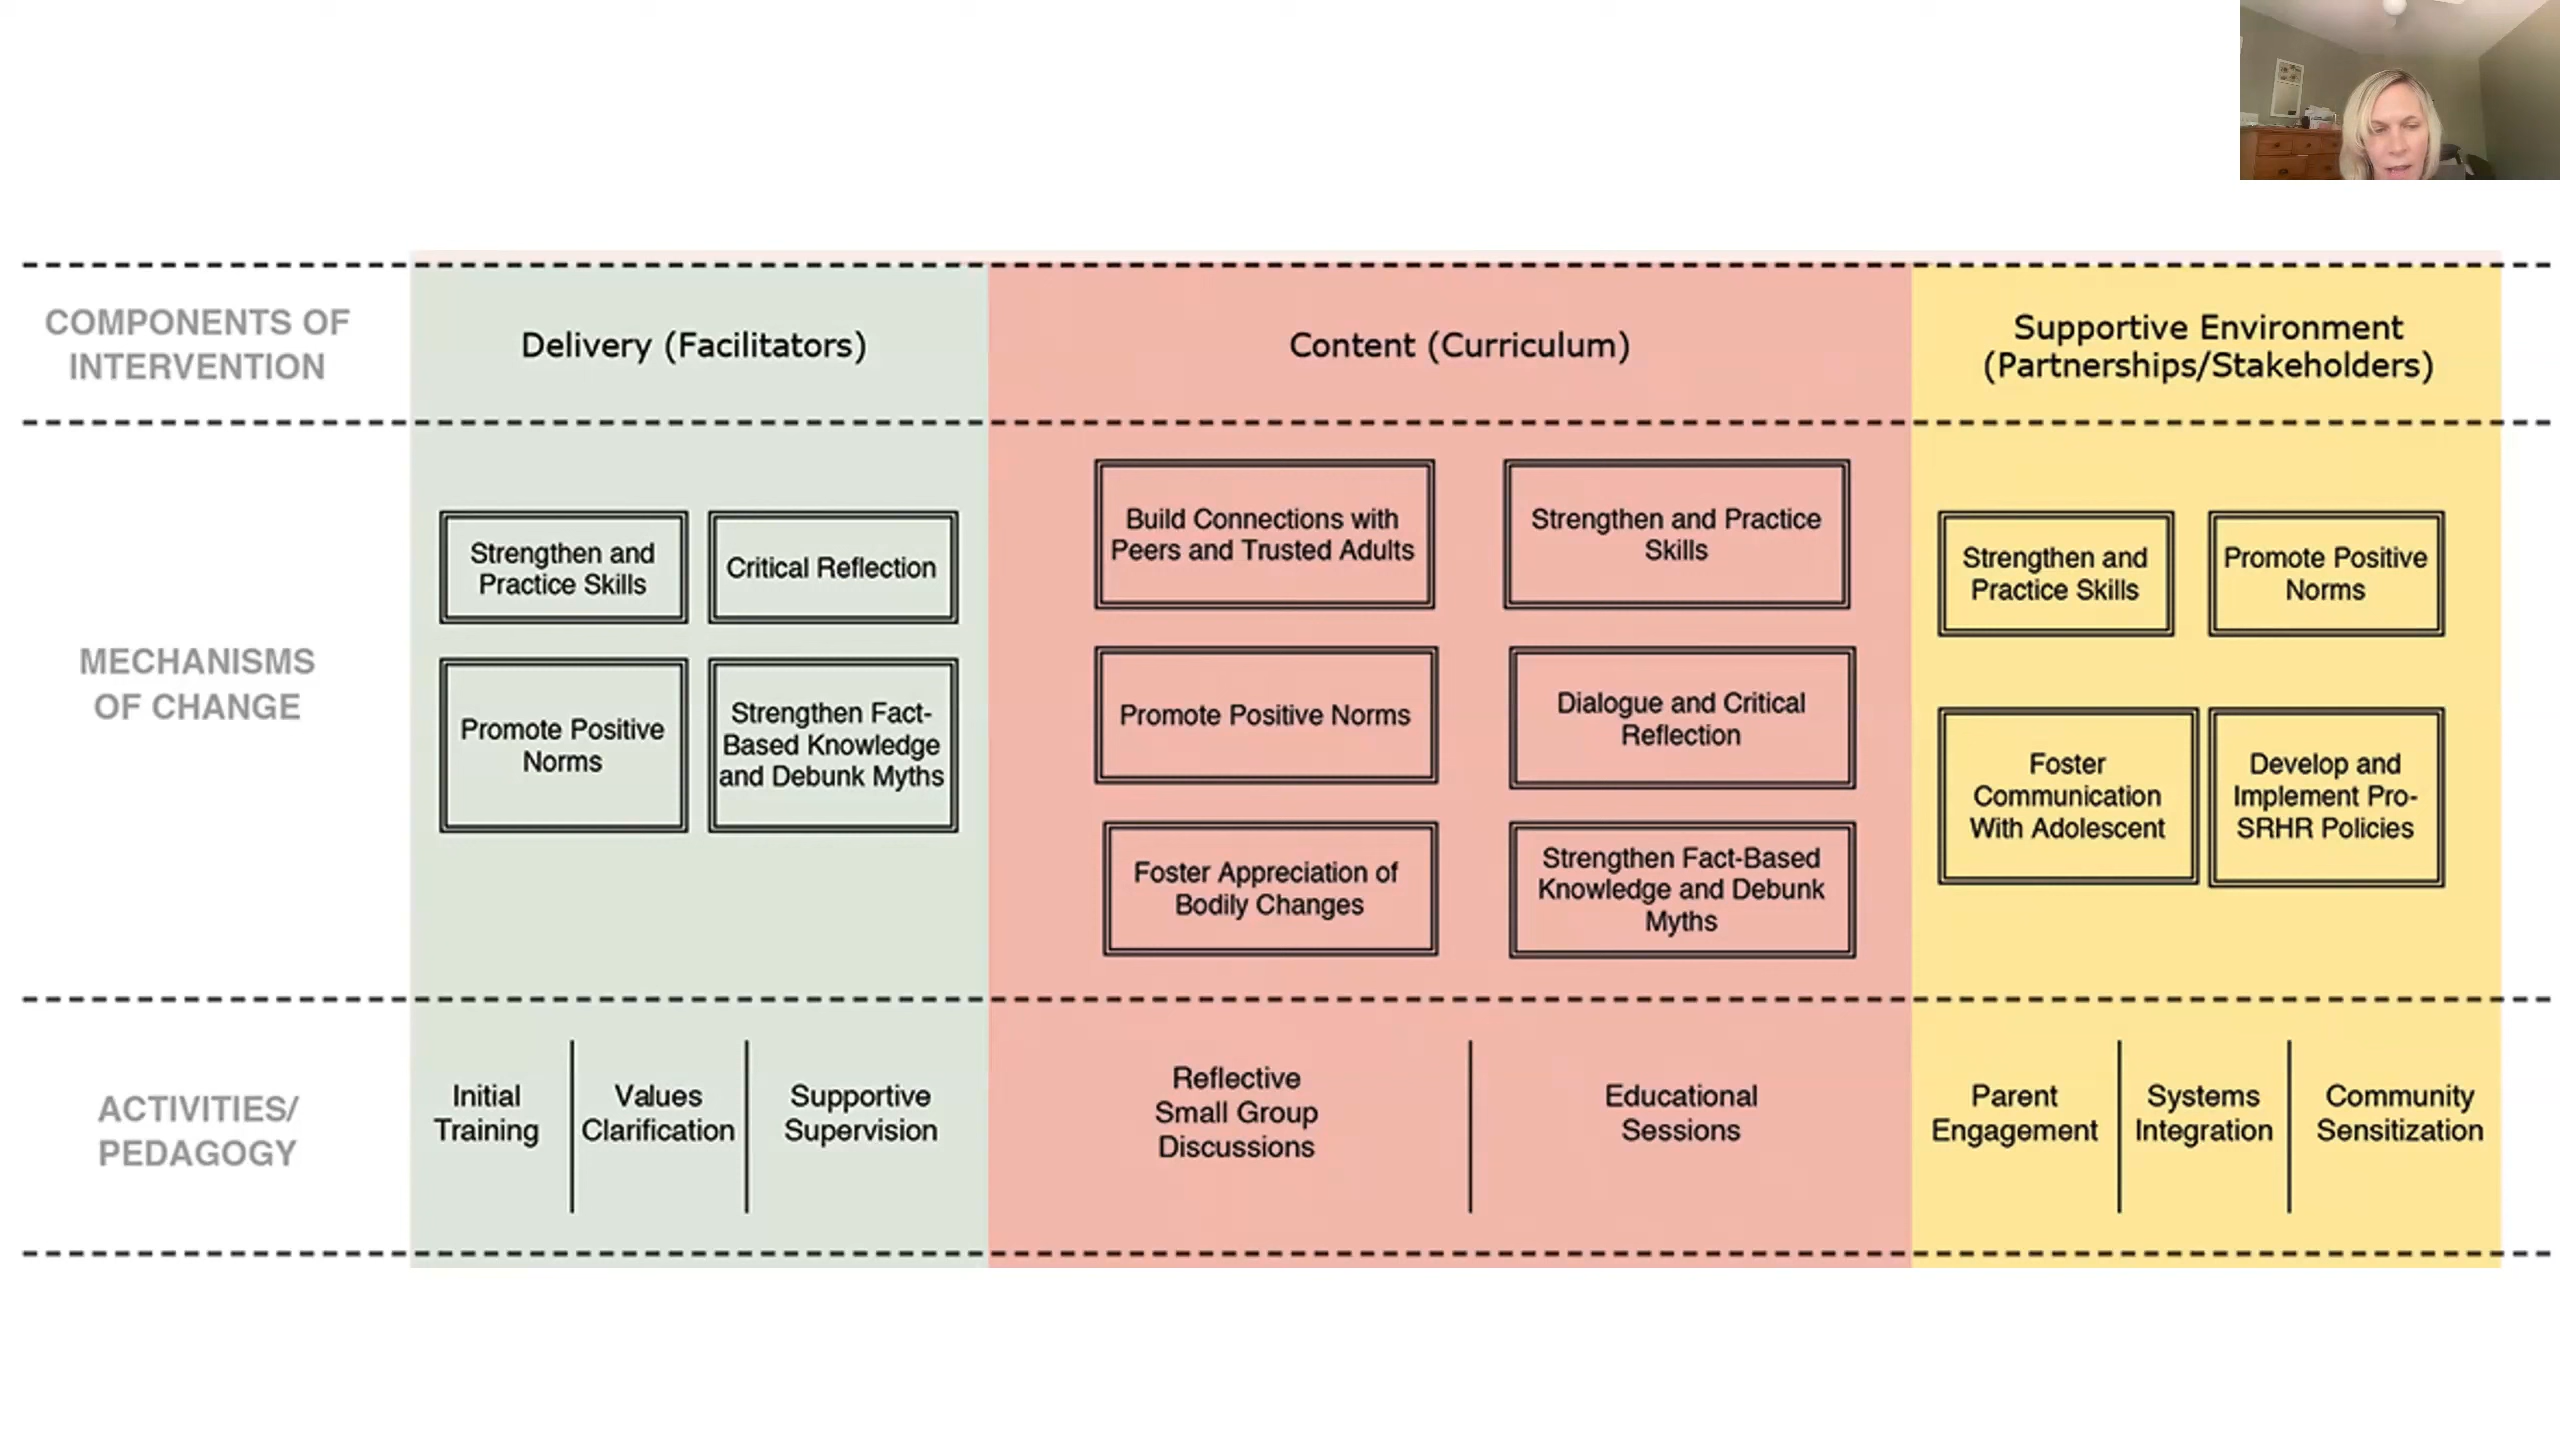 COMPONENTS OF
INTERVENTION
Delivery (Facilitators)
Content (Curriculum)
Supportive Environment
(Partnerships/Stakeholders)
MECHANISMS
OF CHANGE
Strengthen and
Practice Skills
Critical Reflection
Promote Positive
Norms
Strengthen Fact-
Based Knowledge
and Debunk Myths
Build Connections with
Peers and Trusted Adults
Strengthen and Practice
Skills
Promote Positive Norms
Dialogue and Critical
Reflection
Foster Appreciation of
Bodily Changes
Strengthen Fact-Based
Knowledge and Debunk
Myths
Strengthen and
Practice Skills
Promote Positive
Norms
Foster
Communication
With Adolescent
Develop and
Implement Pro-
SRHR Policies
ACTIVITIES/
PEDAGOGY
Initial
Training
Values
Clarification
Supportive
Supervision
Reflective
Small Group
Discussions
Educational
Sessions
Parent
Engagement
Systems
Integration
Community
Sensitization